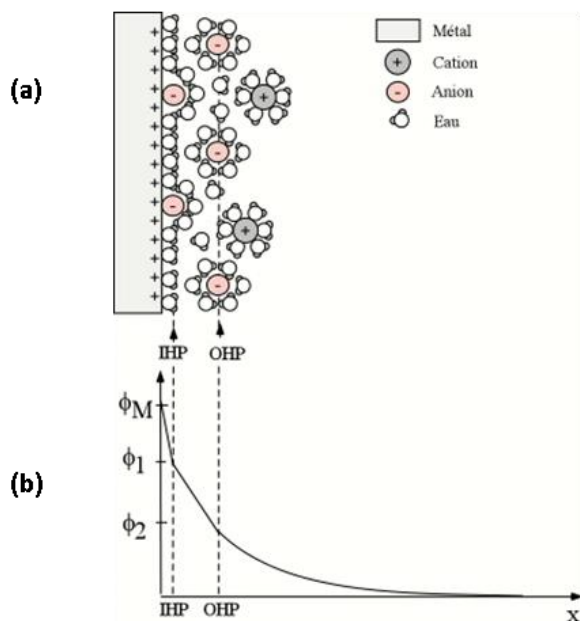 (a)
Métal
Cation
Anion
Eau
IHP OHP
ϕM
ϕ1
(b)
ϕ2
IHP OHP
x